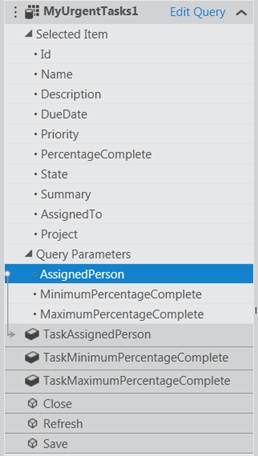 MyUrgentTasks1 Edit Query
Selected Item
Id
Name
Description
DueDate
Priority
PercentageComplete
State
Summary
AssignedTo
Project
Query Parameters
AssignedPerson
MinimumPercentageComplete
MaximumPercentageComplete
TaskAssignedPerson
TaskMinimumPercentageComplete
TaskMaximumPercentageComplete
Close
Refresh
Save